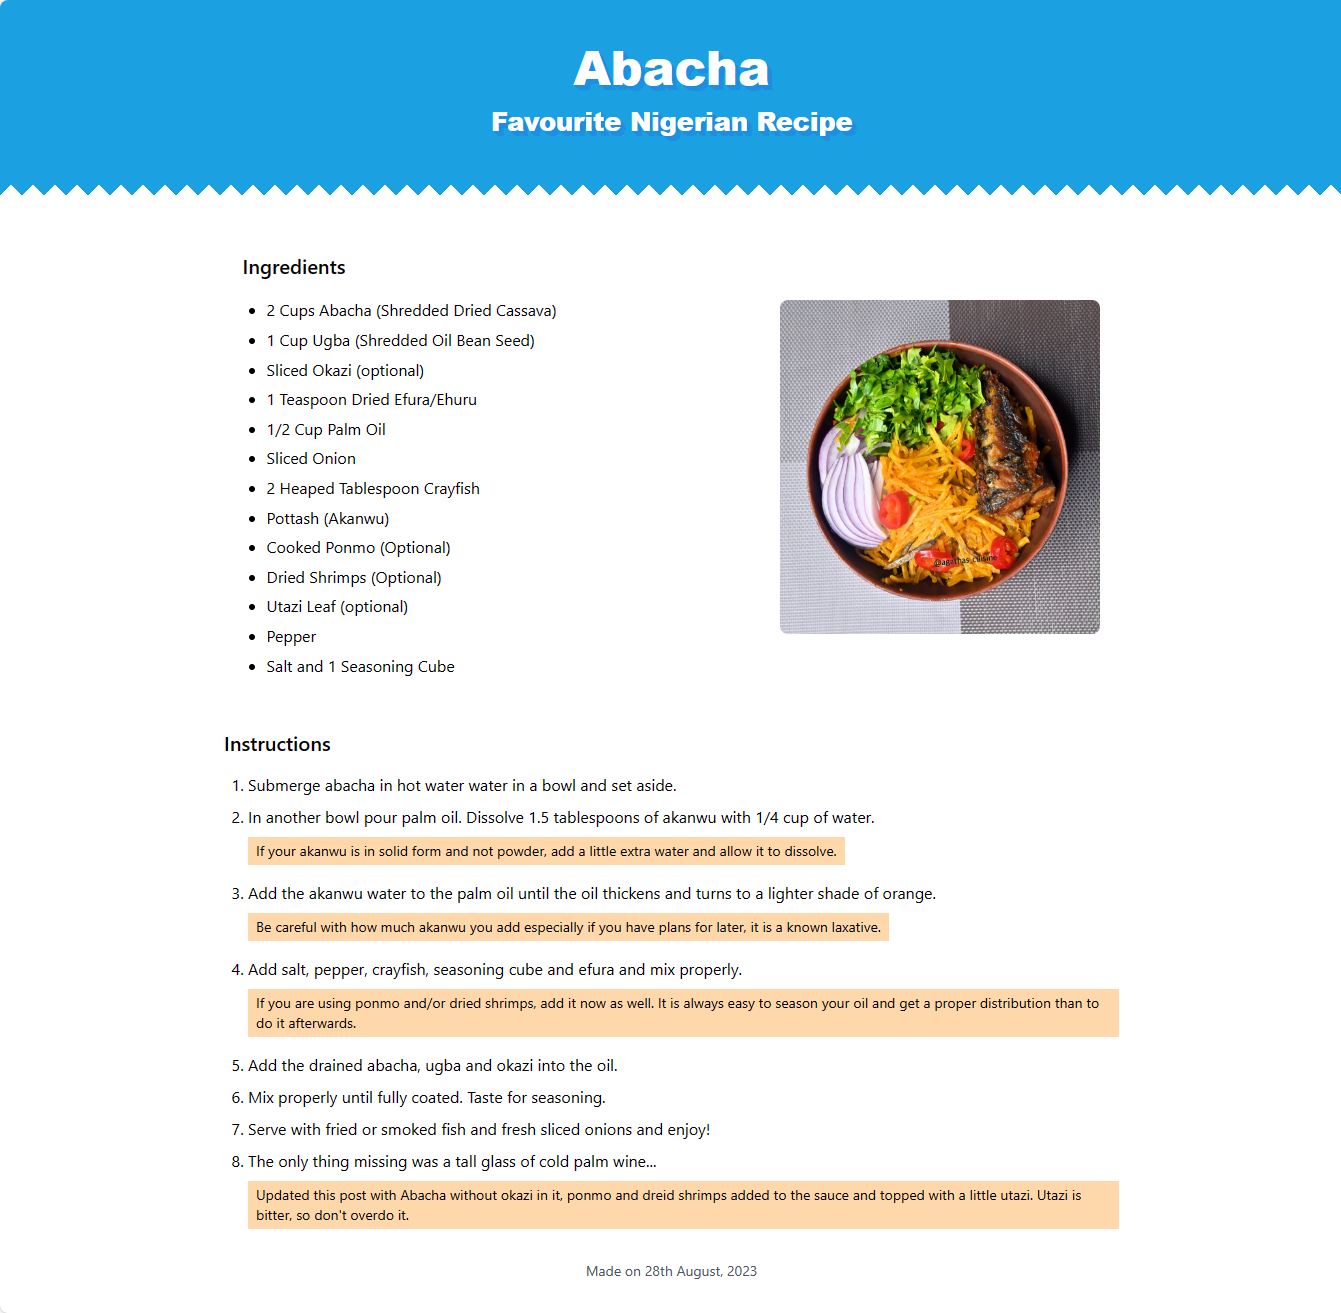 Abacha
Favourite Nigerian Recipe
Ingredients
2 Cups Abacha (Shredded Dried Cassava)
1 Cup Ugba (Shredded Oil Bean Seed)
Sliced Okazi (optional)
1 Teaspoon Dried Efura/Ehuru
1/2 Cup Palm Oil
Sliced Onion
2 Heaped Tablespoon Crayfish
Pottash (Akanwu)
Cooked Ponmo (Optional)
Dried Shrimps (Optional)
Utazi Leaf (optional)
Pepper
Salt and 1 Seasoning Cube
@agathas_cuisine
Instructions
1. Submerge abacha in hot water water in a bowl and set aside.
2. In another bowl pour palm oil. Dissolve 1.5 tablespoons of akanwu with 1/4 cup of water.
If your akanwu is in solid form and not powder, add a little extra water and allow it to dissolve.
3. Add the akanwu water to the palm oil until the oil thickens and turns to a lighter shade of orange.
Be careful with how much akanwu you add especially if you have plans for later, it is a known laxative.
4. Add salt, pepper, crayfish, seasoning cube and efura and mix properly.
If you are using ponmo and/or dried shrimps, add it now as well. It is always easy to season your oil and get a proper distribution than to
do it afterwards.
5. Add the drained abacha, ugba and okazi into the oil.
6. Mix properly until fully coated. Taste for seasoning.
7. Serve with fried or smoked fish and fresh sliced onions and enjoy!
8. The only thing missing was a tall glass of cold palm wine...
Updated this post with Abacha without okazi in it, ponmo and dreid shrimps added to the sauce and topped with a little utazi. Utazi is
bitter, so don't overdo it.
Made on 28th August, 2023